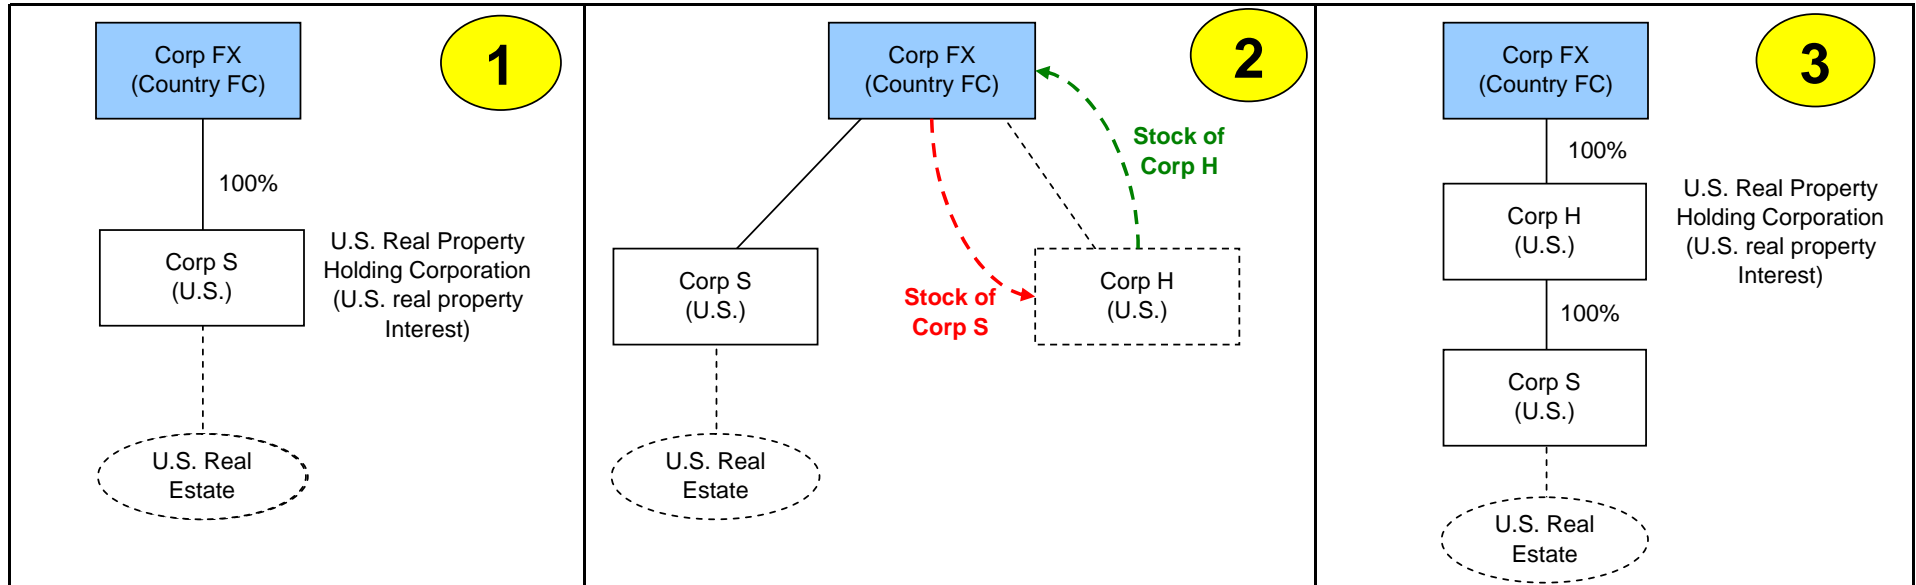 Corp FX
(Country FC)
1
100%
Corp S
(U.S.)
U.S. Real Property
Holding Corporation
(U.S. real property
Interest)
U.S. Real
Estate
Corp FX
(Country FC)
2
Stock of
Corp H
Corp S
(U.S.)
Stock of
Corp S
Corp H
(U.S.)
U.S. Real
Estate
Corp FX
(Country FC)
3
100%
Corp H
(U.S.)
U.S. Real Property
Holding Corporation
(U.S. real property
Interest)
100%
Corp S
(U.S.)
U.S. Real
Estate